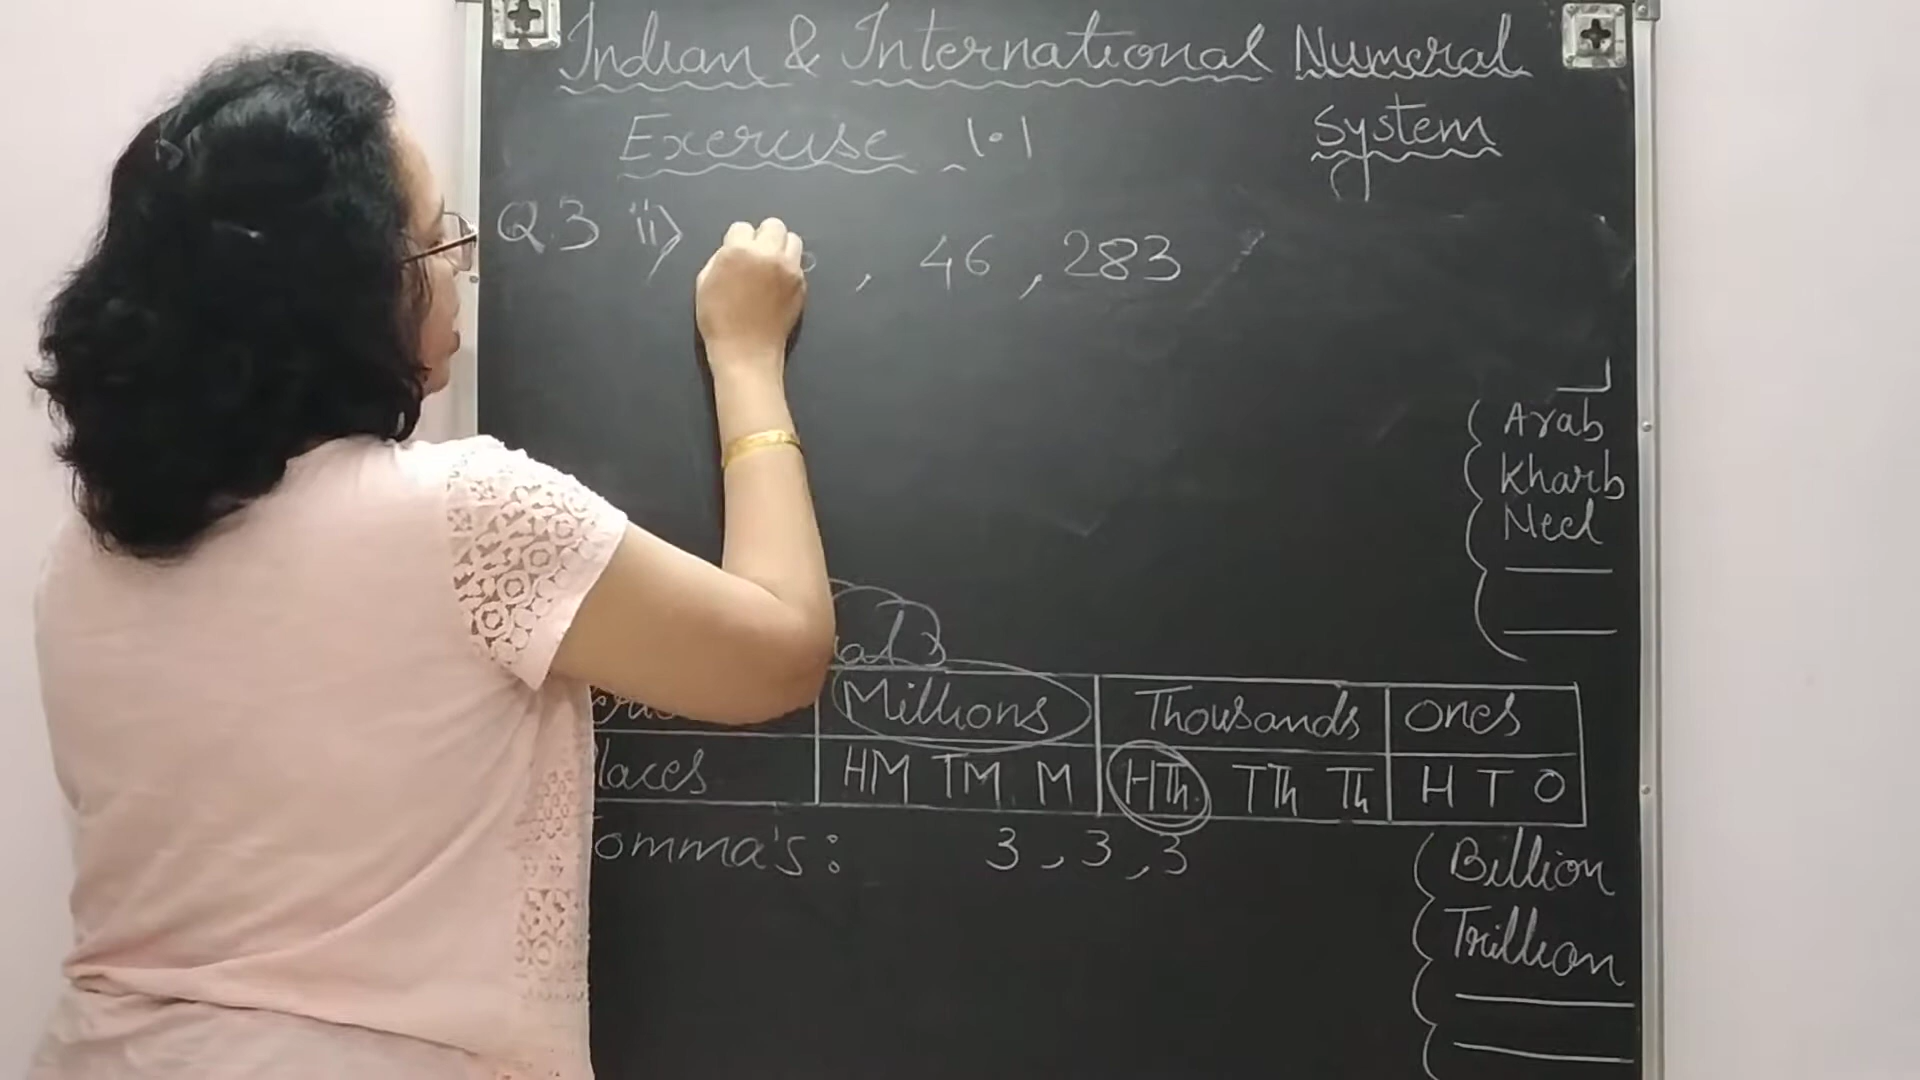 Indian & International Numeral
System
Exercise 1.1
Q.3 ii) , 46 , 283
Arab
Kharb
Neel
Millions Thousands Ones
laces HM TM M HTh TTh Th H T O
omma's : 3 , 3 , 3
Billion
Trillion